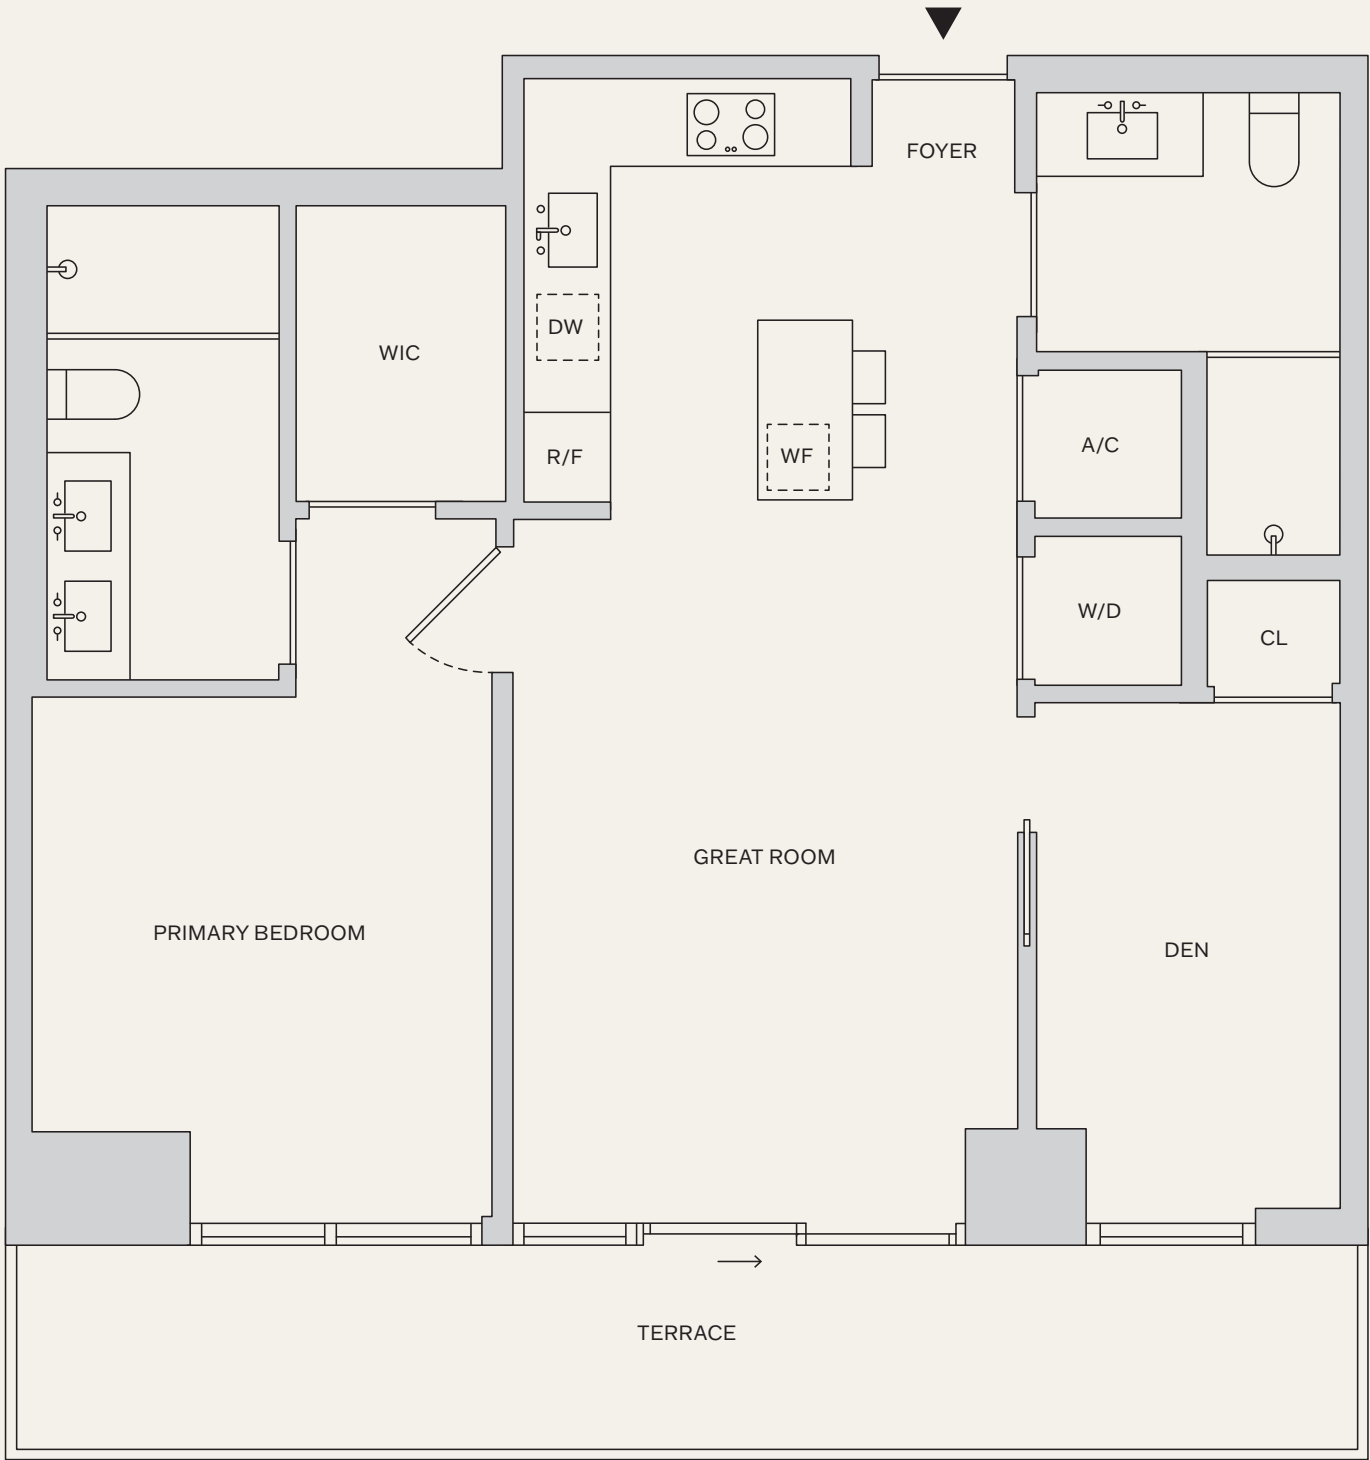 FOYER
DW
WIC
R/F
WF
A/C
W/D
CL
GREAT ROOM
PRIMARY BEDROOM
DEN
TERRACE